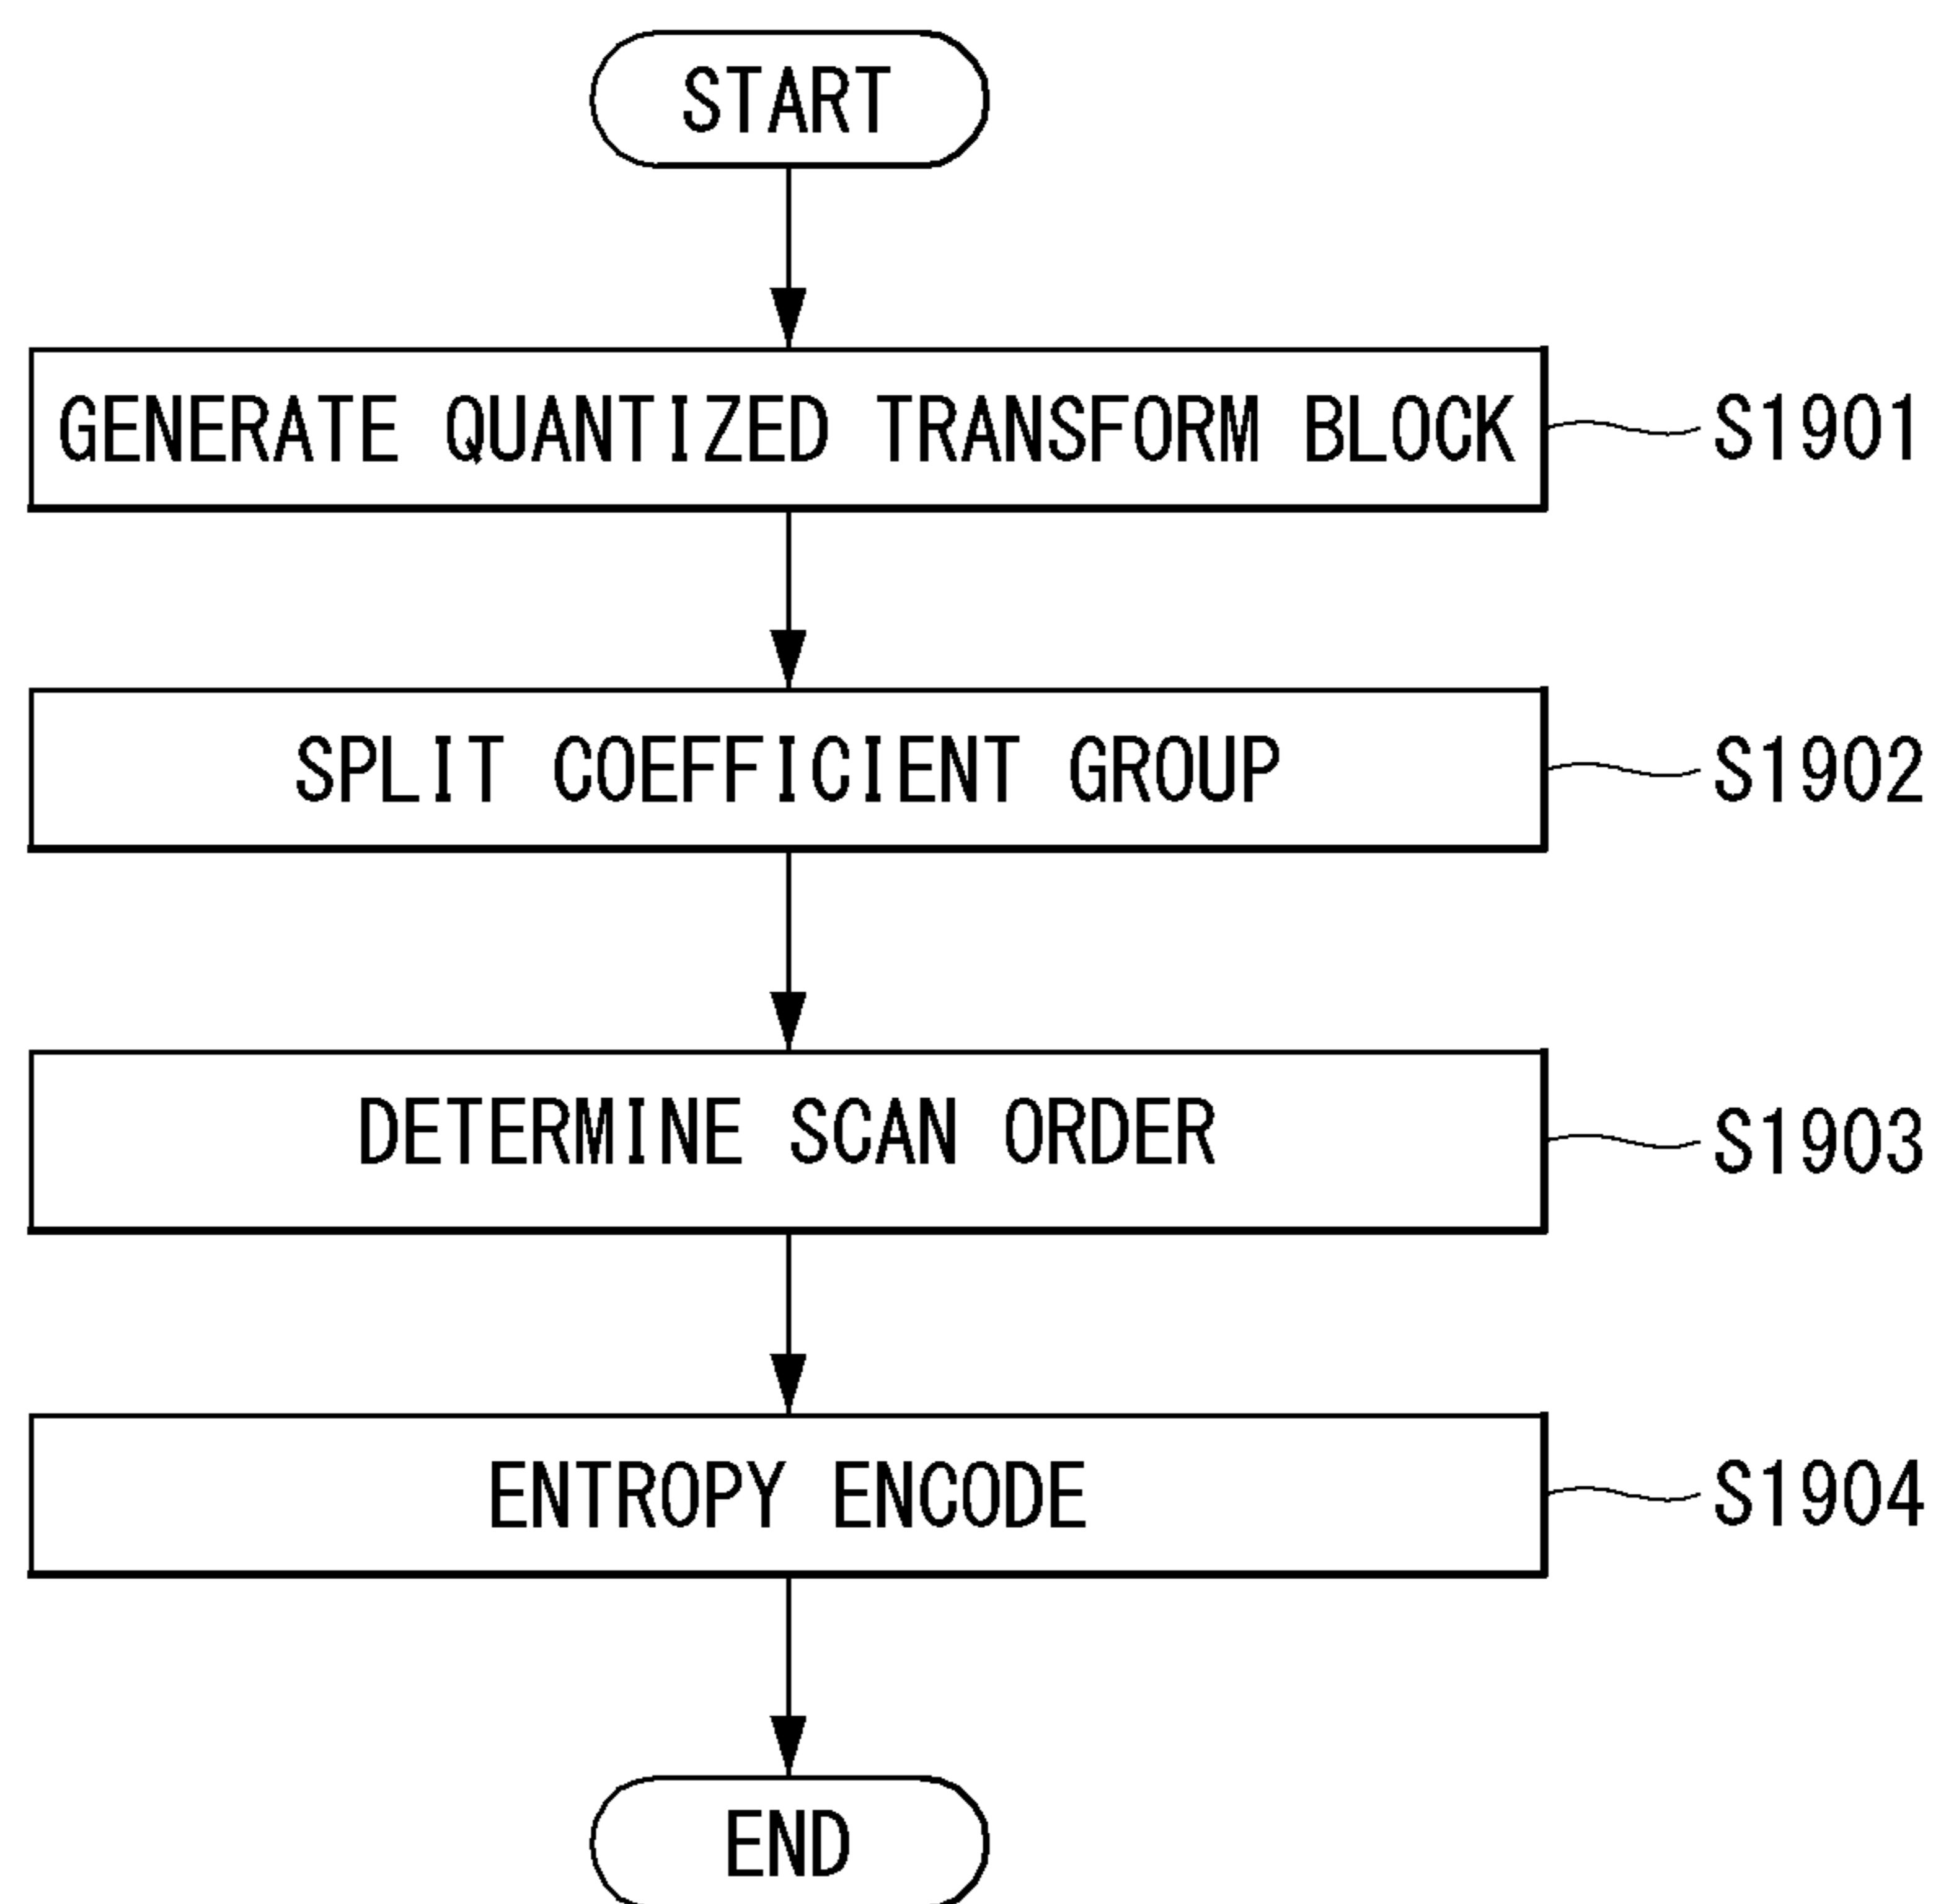 START
GENERATE QUANTIZED TRANSFORM BLOCK S1901
SPLIT COEFFICIENT GROUP S1902
DETERMINE SCAN ORDER S1903
ENTROPY ENCODE S1904
END